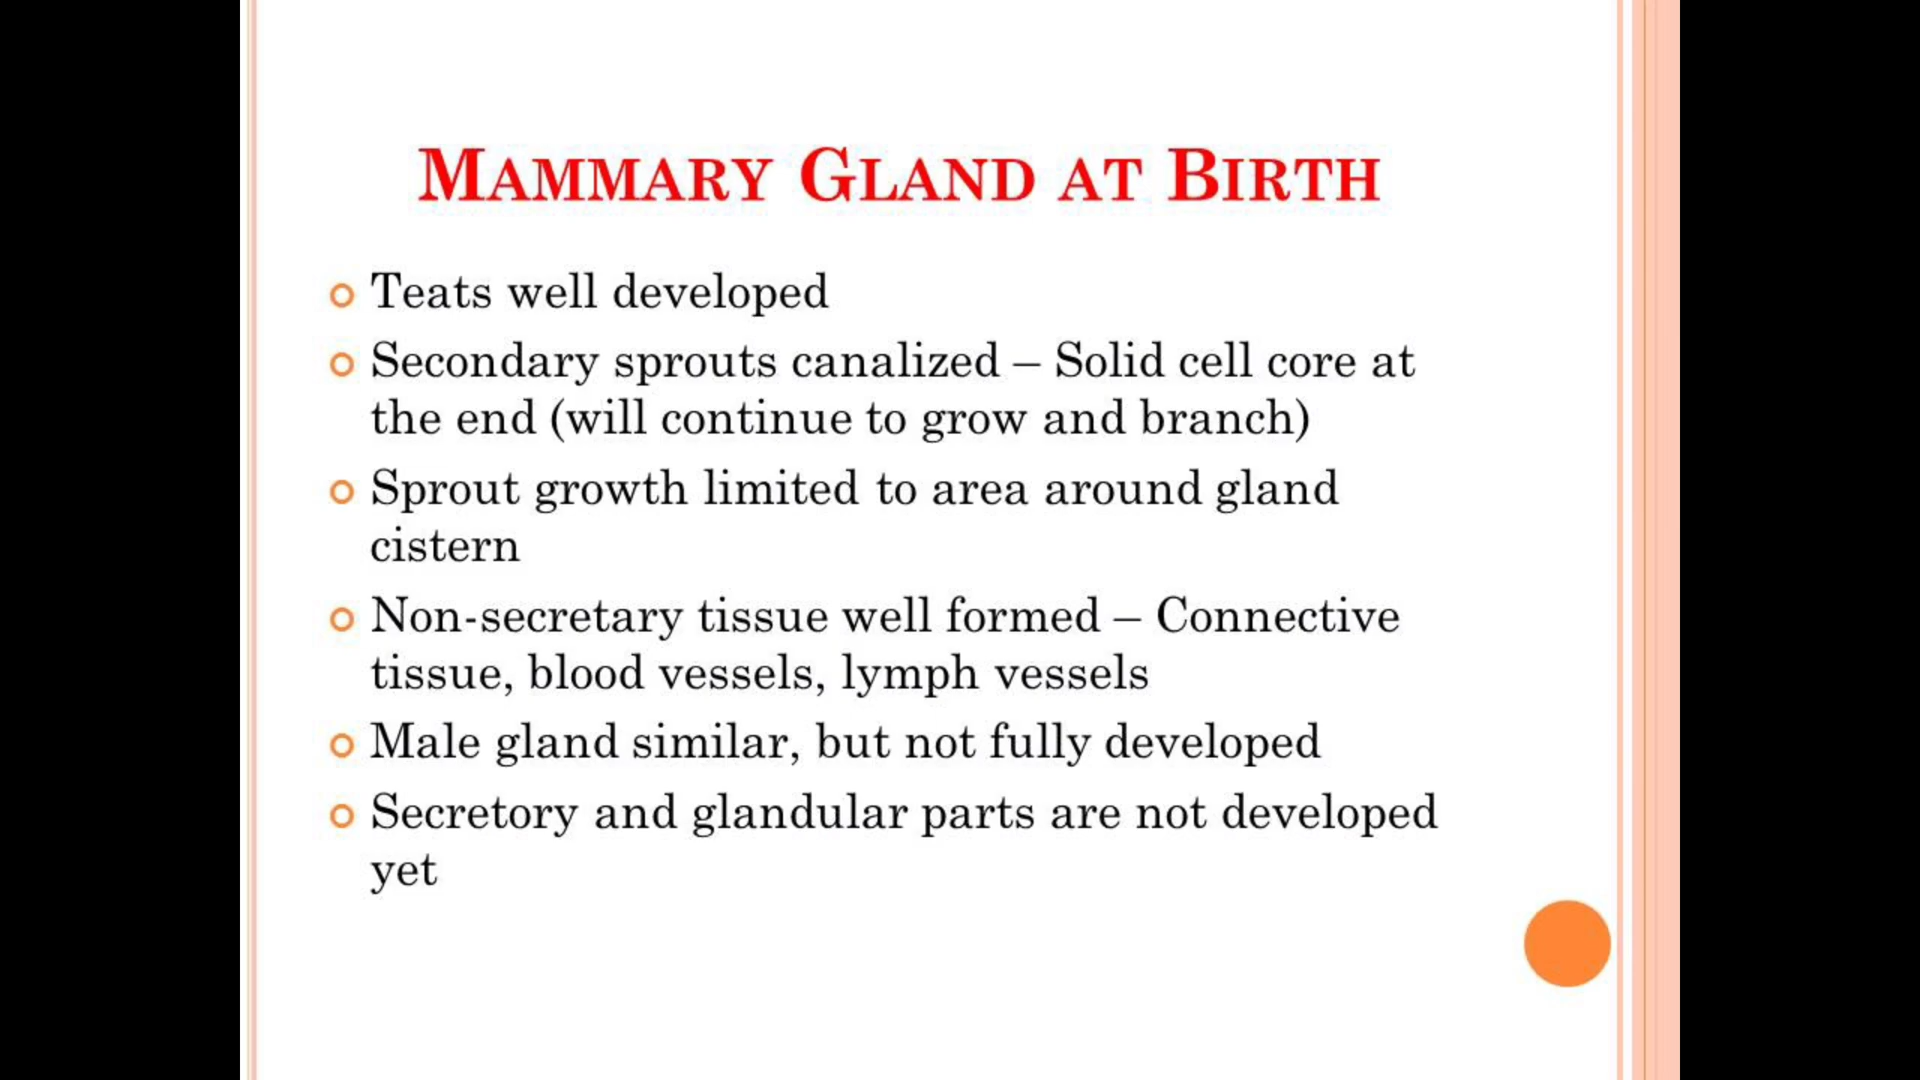 MAMMARY GLAND AT BIRTH
Teats well developed
Secondary sprouts canalized – Solid cell core at
the end (will continue to grow and branch)
Sprout growth limited to area around gland
cistern
Non-secretary tissue well formed – Connective
tissue, blood vessels, lymph vessels
Male gland similar, but not fully developed
Secretory and glandular parts are not developed
yet